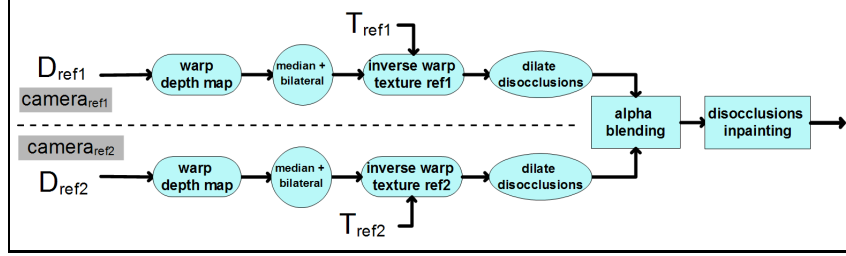 Tref1
Dref1
cameraref1
warp
depth map
median +
bilateral
inverse warp
texture ref1
dilate
disocclusions
alpha
blending
disocclusions
inpainting
cameraref2
Dref2
warp
depth map
median +
bilateral
inverse warp
texture ref2
dilate
disocclusions
Tref2